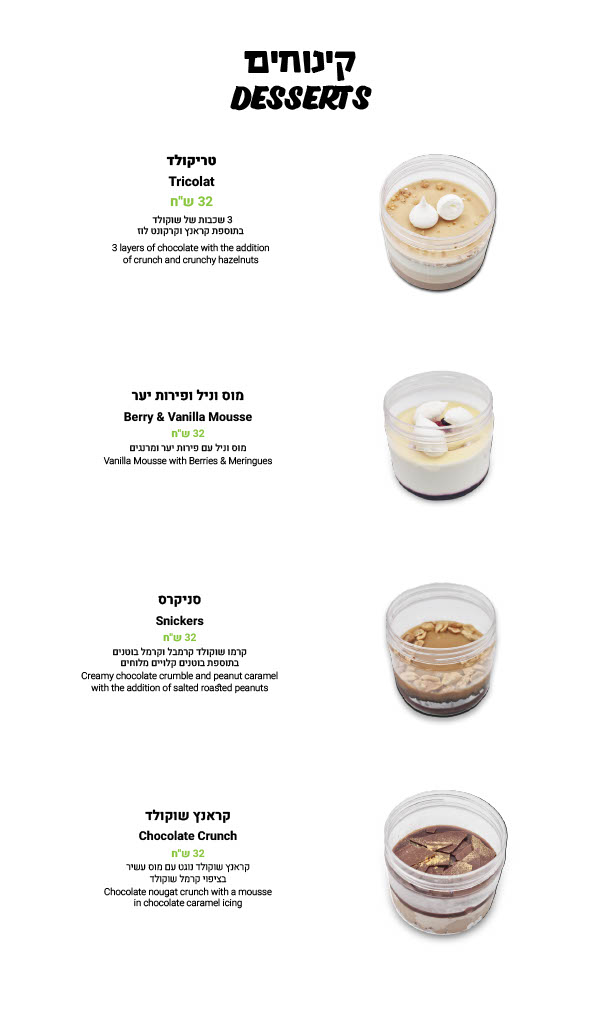 קינוחים
DESSERTS
טריקולד
Tricolat
32 ש"ח
3 שכבות של שוקולד
בתוספת קראנץ וקרקונט לוז
3 layers of chocolate with the addition
of crunch and crunchy hazelnuts
מוס וניל ופירות יער
Berry & Vanilla Mousse
32 ש"ח
מוס וניל עם פירות יער ומרנגים
Vanilla Mousse with Berries & Meringues
סניקרס
Snickers
32 ש"ח
קרמו שוקולד קרמבל וקרמל בוטנים
בתוספת בוטנים קלויים מלוחים
Creamy chocolate crumble and peanut caramel
with the addition of salted roasted peanuts
קראנץ שוקולד
Chocolate Crunch
32 ש"ח
קראנץ שוקולד נוגט עם מוס עשיר
בציפוי קרמל שוקולד
Chocolate nougat crunch with a mousse
in chocolate caramel icing